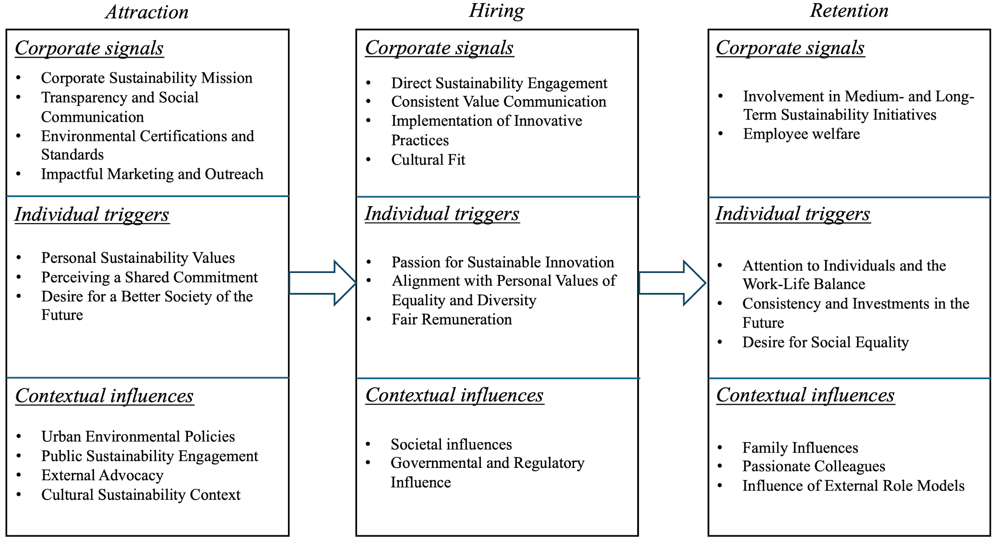 Attraction
Corporate signals
• Corporate Sustainability Mission
• Transparency and Social
Communication
• Environmental Certifications and
Standards
• Impactful Marketing and Outreach
Individual triggers
• Personal Sustainability Values
• Perceiving a Shared Commitment
• Desire for a Better Society of the
Future
Contextual influences
• Urban Environmental Policies
• Public Sustainability Engagement
• External Advocacy
• Cultural Sustainability Context
Hiring
Corporate signals
• Direct Sustainability Engagement
• Consistent Value Communication
• Implementation of Innovative
Practices
• Cultural Fit
Individual triggers
• Passion for Sustainable Innovation
• Alignment with Personal Values of
Equality and Diversity
• Fair Remuneration
Contextual influences
• Societal influences
• Governmental and Regulatory
Influence
Retention
Corporate signals
• Involvement in Medium- and Long-
Term Sustainability Initiatives
• Employee welfare
Individual triggers
• Attention to Individuals and the
Work-Life Balance
• Consistency and Investments in the
Future
• Desire for Social Equality
Contextual influences
• Family Influences
• Passionate Colleagues
• Influence of External Role Models